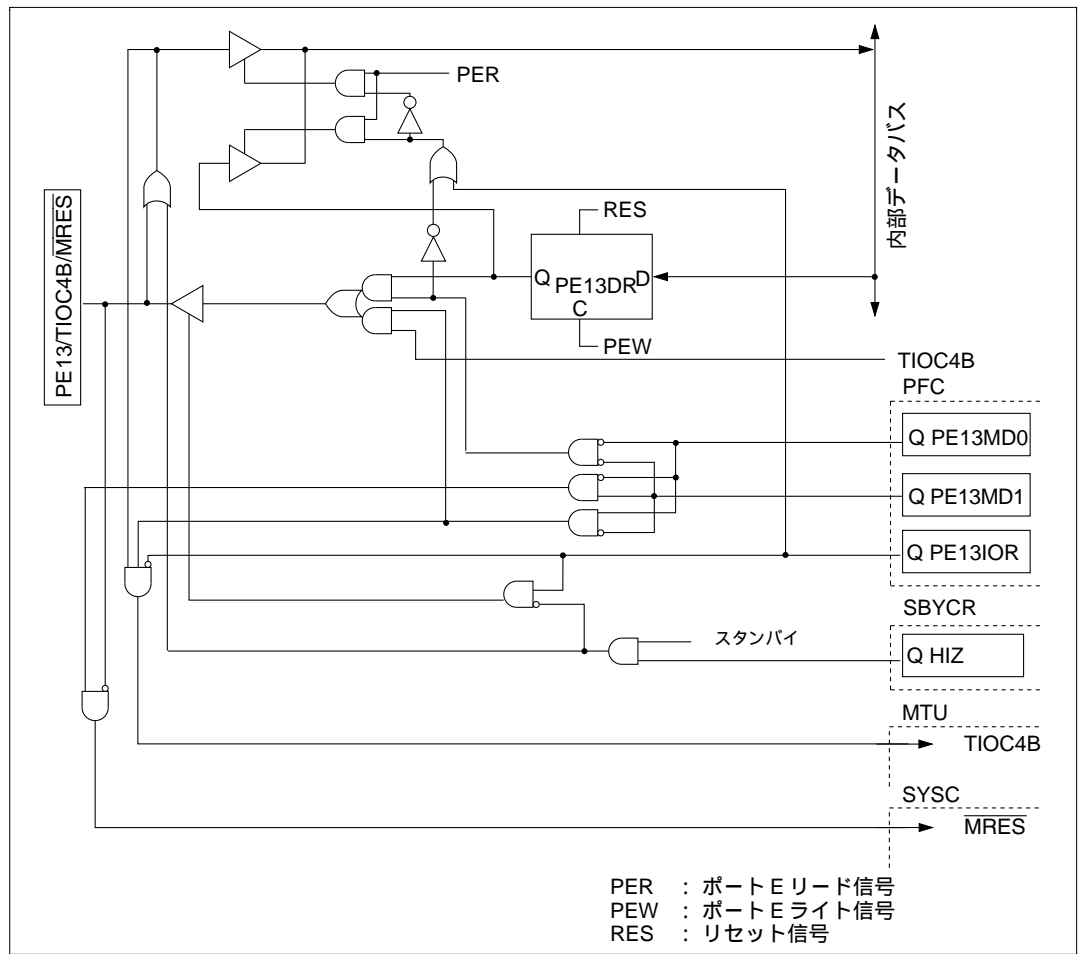 PER
内部データバス
RES
PE13/TIOC4B/MRES
Q PE13DR D
C
PEW
TIOC4B
PFC
Q PE13MD0
Q PE13MD1
Q PE13IOR
SBYCR
スタンバイ
Q HIZ
MTU
TIOC4B
SYSC
MRES
PER : ポート E リード信号
PEW : ポート E ライト信号
RES : リセット信号